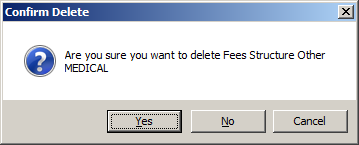 Confirm Delete
Are you sure you want to delete Fees Structure Other
MEDICAL
Yes
No
Cancel